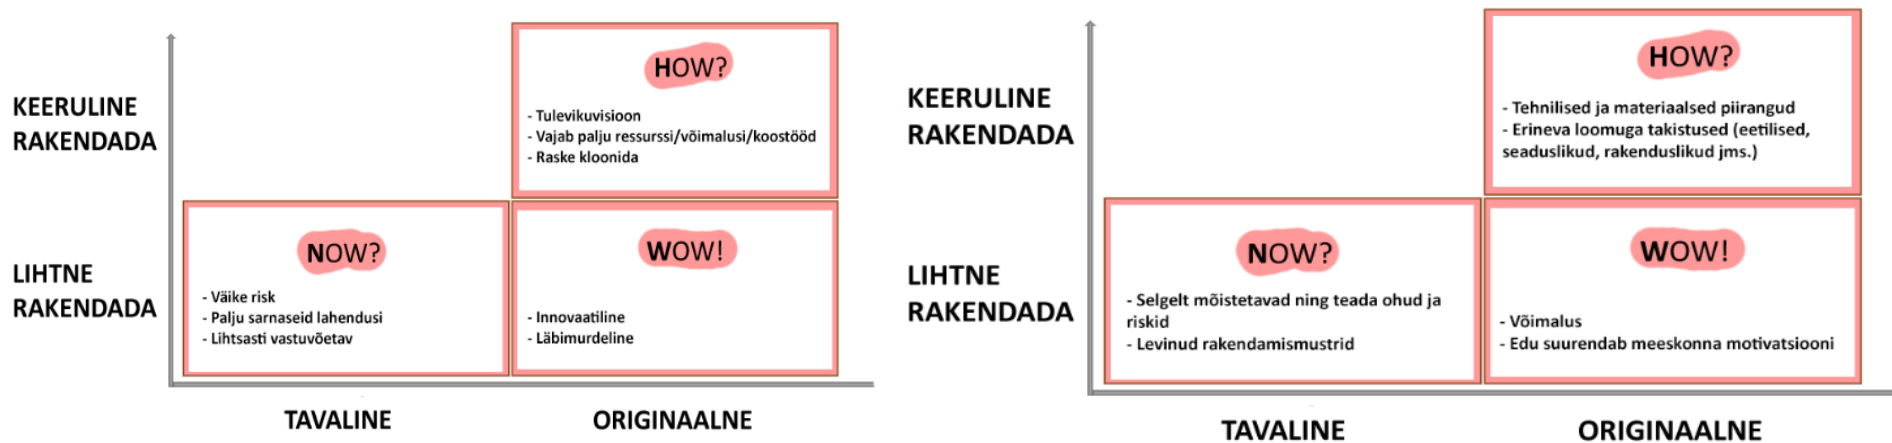 KEERULINE
RAKENDADA
HOW?
- Tulevikuvisioon
- Vajab palju ressurssi/võimalusi/koostööd
- Raske kloonida
LIHTNE
RAKENDADA
NOW?
- Väike risk
- Palju sarnaseid lahendusi
- Lihtsasti vastuvõetav
WOW!
- Innovaatiline
- Läbimurdeline
TAVALINE
ORIGINAALNE
KEERULINE
RAKENDADA
HOW?
- Tehnilised ja materiaalsed piirangud
- Erineva loomuga takistused (eetilised,
seaduslikud, rakenduslikud jms.)
LIHTNE
RAKENDADA
NOW?
- Selgelt mõistetavad ning teada ohud ja
riskid
- Levinud rakendamismustrid
WOW!
- Võimalus
- Edu suurendab meeskonna motivatsiooni
TAVALINE
ORIGINAALNE